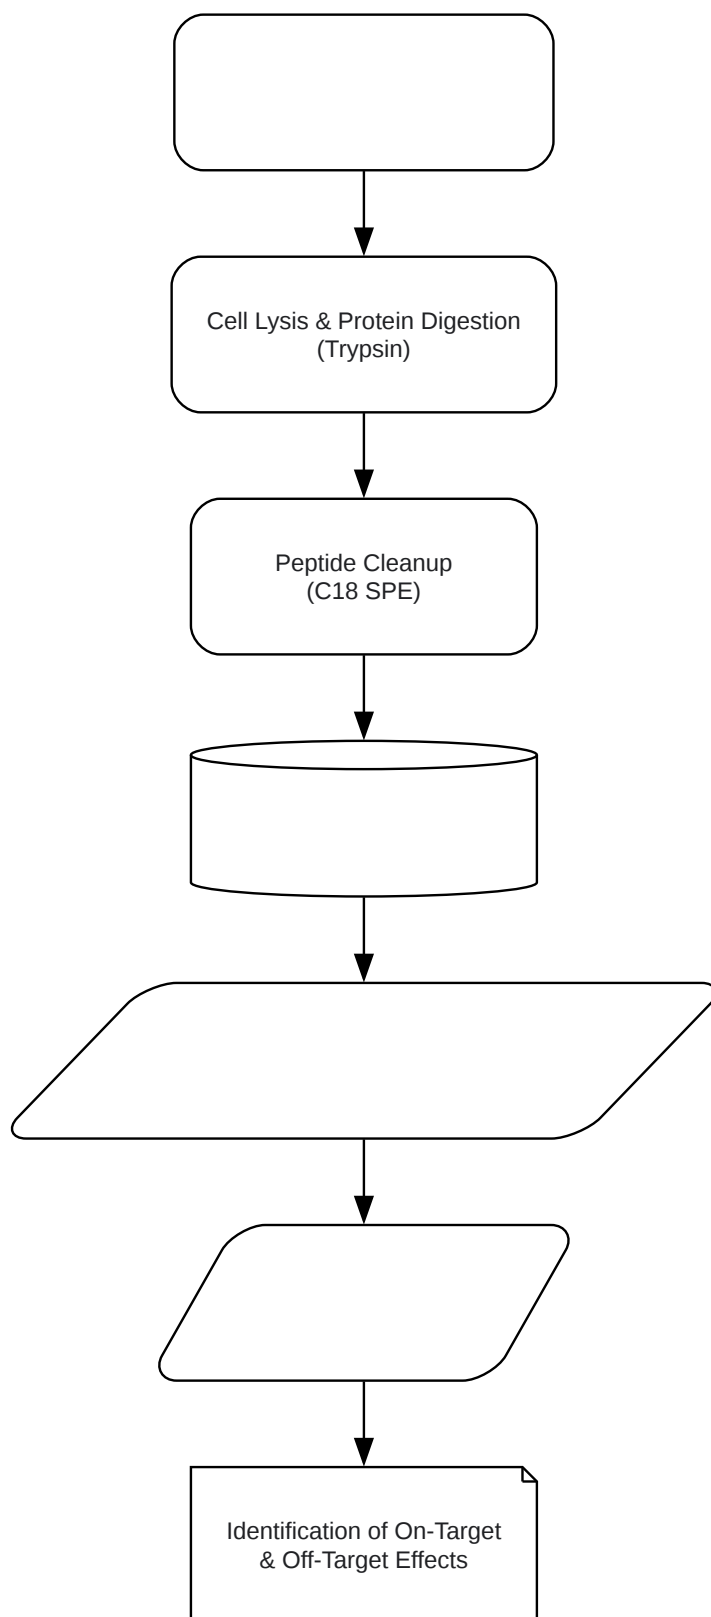 Cell Lysis & Protein Digestion
(Trypsin)
Peptide Cleanup
(C18 SPE)
Identification of On-Target
& Off-Target Effects